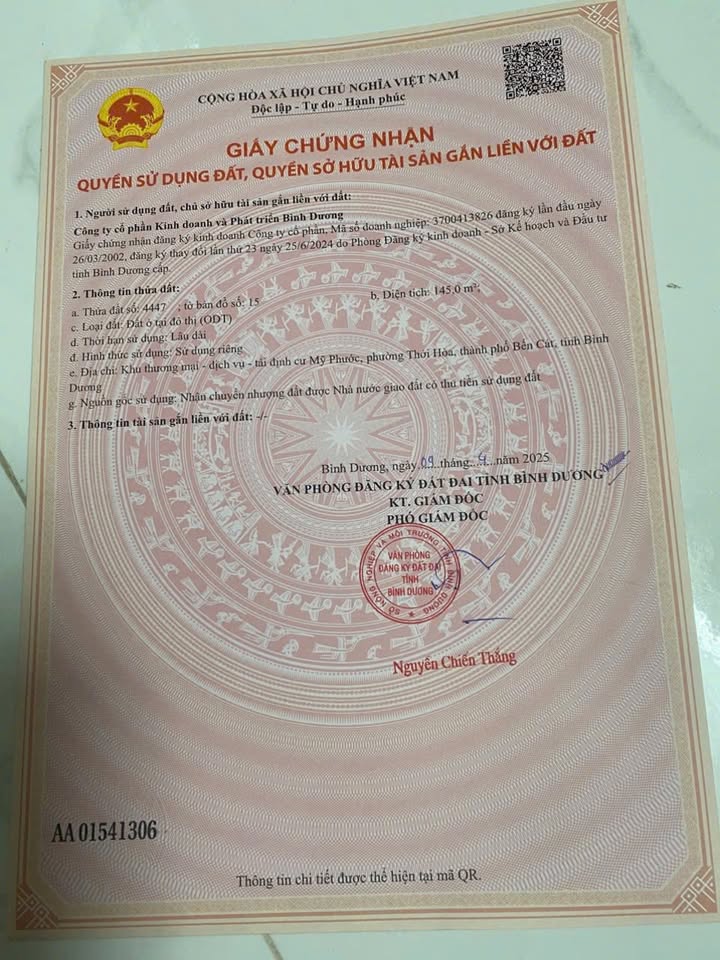 CỘNG HÒA XÃ HỘI CHỦ NGHĨA VIỆT NAM
Độc lập - Tự do - Hạnh phúc
GIẤY CHỨNG NHẬN
QUYỀN SỬ DỤNG ĐẤT, QUYỀN SỞ HỮU TÀI SẢN GẮN LIỀN VỚI ĐẤT
1. Người sử dụng đất, chủ sở hữu tài sản gắn liền với đất:
Công ty cổ phần Kinh doanh và Phát triển Bình Dương
Giấy chứng nhận đăng ký kinh doanh Công ty cổ phần, Mã số doanh nghiệp: 3700413826 đăng ký lần đầu ngày
26/03/2002, đăng ký thay đổi lần thứ 23 ngày 25/6/2024 do Phòng Đăng ký kinh doanh - Sở Kế hoạch và Đầu tư
tỉnh Bình Dương cấp.
2. Thông tin thửa đất:
a. Thửa đất số: 4447 ; tờ bản đồ số: 15 b. Diện tích: 145,0 m²;
c. Loại đất: Đất ở tại đô thị (ODT)
d. Thời hạn sử dụng: Lâu dài
đ. Hình thức sử dụng: Sử dụng riêng
e. Địa chỉ: Khu thương mại - dịch vụ - tái định cư Mỹ Phước, phường Thới Hòa, thành phố Bến Cát, tỉnh Bình
Dương
g. Nguồn gốc sử dụng: Nhận chuyển nhượng đất được Nhà nước giao đất có thu tiền sử dụng đất
3. Thông tin tài sản gắn liền với đất: -/-
Bình Dương, ngày 09 tháng 4 năm 2025
VĂN PHÒNG ĐĂNG KÝ ĐẤT ĐAI TỈNH BÌNH DƯƠNG
KT. GIÁM ĐỐC
PHÓ GIÁM ĐỐC
SỞ NÔNG NGHIỆP VÀ MÔI TRƯỜNG TỈNH BÌNH DƯƠNG
VĂN PHÒNG
ĐĂNG KÝ ĐẤT ĐAI
TỈNH
BÌNH DƯƠNG
Nguyễn Chiến Thắng
AA 01541306
Thông tin chi tiết được thể hiện tại mã QR.